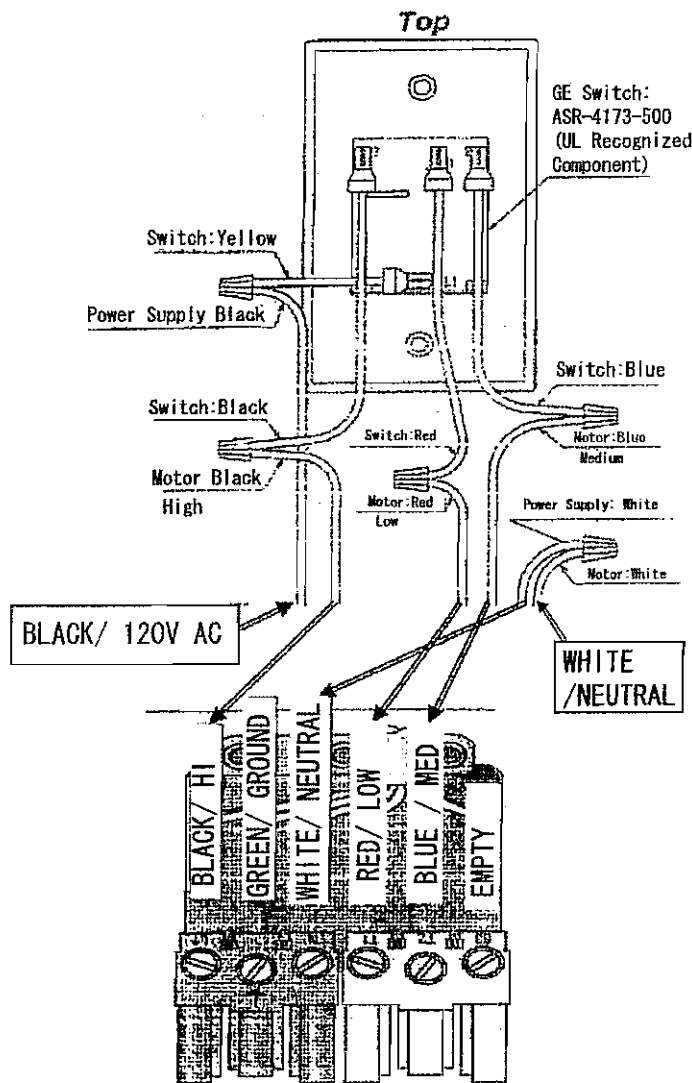 Top
GE Switch:
ASR-4173-500
(UL Recognized
Component)
Switch:Yellow
Power Supply Black
Switch:Black
Motor Black
High
Switch:Red
Motor:Red
Low
Switch:Blue
Motor:Bluo
Medium
Power Supply: White
Motor:White
BLACK/ 120V AC
WHITE
/NEUTRAL
BLACK/ HI
GREEN/ GROUND
WHITE/ NEUTRAL
RED/ LOW
BLUE / MED
EMPTY